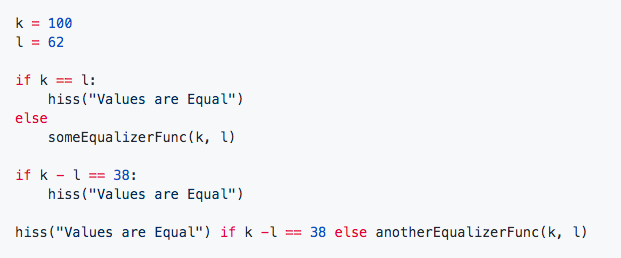 k = 100
l = 62
if k == l:
hiss("Values are Equal")
else
someEqualizerFunc(k, l)
if k - l == 38:
hiss("Values are Equal")
hiss("Values are Equal") if k -l == 38 else anotherEqualizerFunc(k, l)